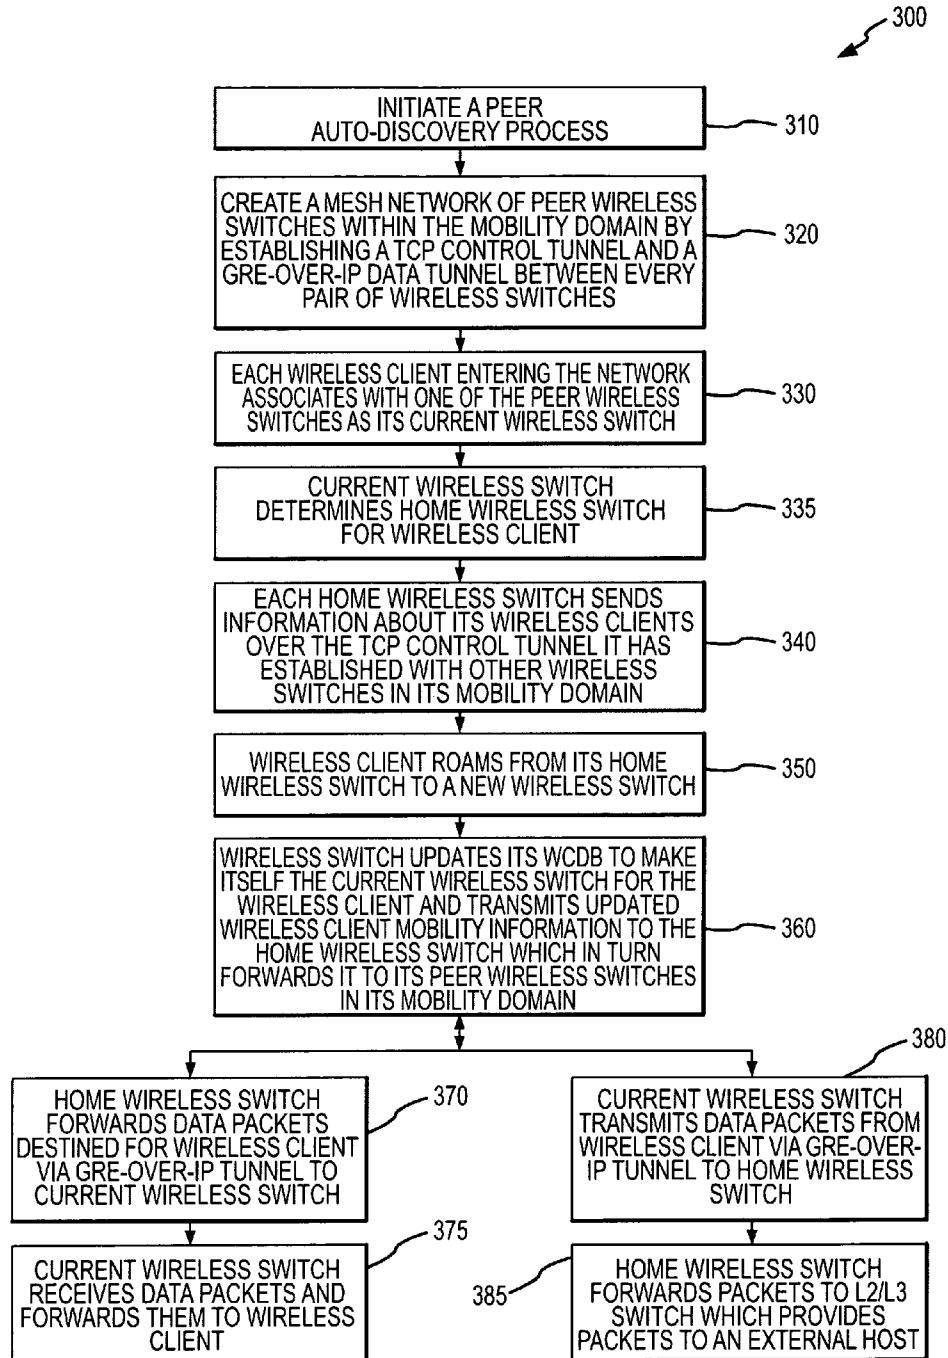 300
INITIATE A PEER
AUTO-DISCOVERY PROCESS
310
CREATE A MESH NETWORK OF PEER WIRELESS
SWITCHES WITHIN THE MOBILITY DOMAIN BY
ESTABLISHING A TCP CONTROL TUNNEL AND A
GRE-OVER-IP DATA TUNNEL BETWEEN EVERY
PAIR OF WIRELESS SWITCHES
320
EACH WIRELESS CLIENT ENTERING THE NETWORK
ASSOCIATES WITH ONE OF THE PEER WIRELESS
SWITCHES AS ITS CURRENT WIRELESS SWITCH
330
CURRENT WIRELESS SWITCH
DETERMINES HOME WIRELESS SWITCH
FOR WIRELESS CLIENT
335
EACH HOME WIRELESS SWITCH SENDS
INFORMATION ABOUT ITS WIRELESS CLIENTS
OVER THE TCP CONTROL TUNNEL IT HAS
ESTABLISHED WITH OTHER WIRELESS
SWITCHES IN ITS MOBILITY DOMAIN
340
WIRELESS CLIENT ROAMS FROM ITS HOME
WIRELESS SWITCH TO A NEW WIRELESS SWITCH
350
WIRELESS SWITCH UPDATES ITS WCDB TO MAKE
ITSELF THE CURRENT WIRELESS SWITCH FOR THE
WIRELESS CLIENT AND TRANSMITS UPDATED
WIRELESS CLIENT MOBILITY INFORMATION TO THE
HOME WIRELESS SWITCH WHICH IN TURN
FORWARDS IT TO ITS PEER WIRELESS SWITCHES
IN ITS MOBILITY DOMAIN
360
HOME WIRELESS SWITCH
FORWARDS DATA PACKETS
DESTINED FOR WIRELESS CLIENT
VIA GRE-OVER-IP TUNNEL TO
CURRENT WIRELESS SWITCH
370
CURRENT WIRELESS SWITCH
RECEIVES DATA PACKETS AND
FORWARDS THEM TO WIRELESS
CLIENT
375
CURRENT WIRELESS SWITCH
TRANSMITS DATA PACKETS FROM
WIRELESS CLIENT VIA GRE-OVER-
IP TUNNEL TO HOME WIRELESS
SWITCH
380
HOME WIRELESS SWITCH
FORWARDS PACKETS TO L2/L3
SWITCH WHICH PROVIDES
PACKETS TO AN EXTERNAL HOST
385